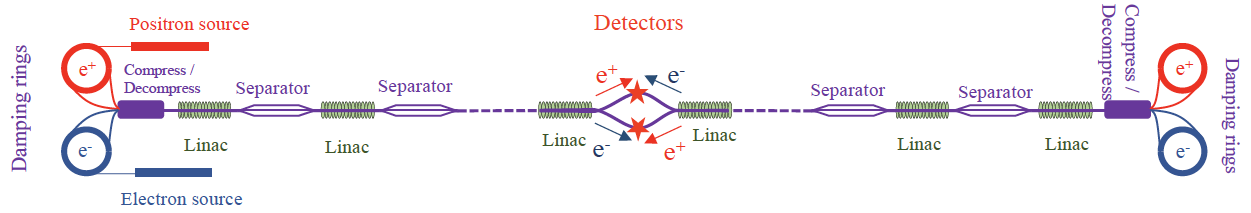 Detectors
Positron source
Damping rings
e+
Compress /
Decompress
Separator
Separator
Linac
Linac
e-
Electron source
e+
e-
Linac
Linac
e-
e+
Separator
Separator
Linac
Linac
Compress /
Decompress
e+
e-
Damping rings